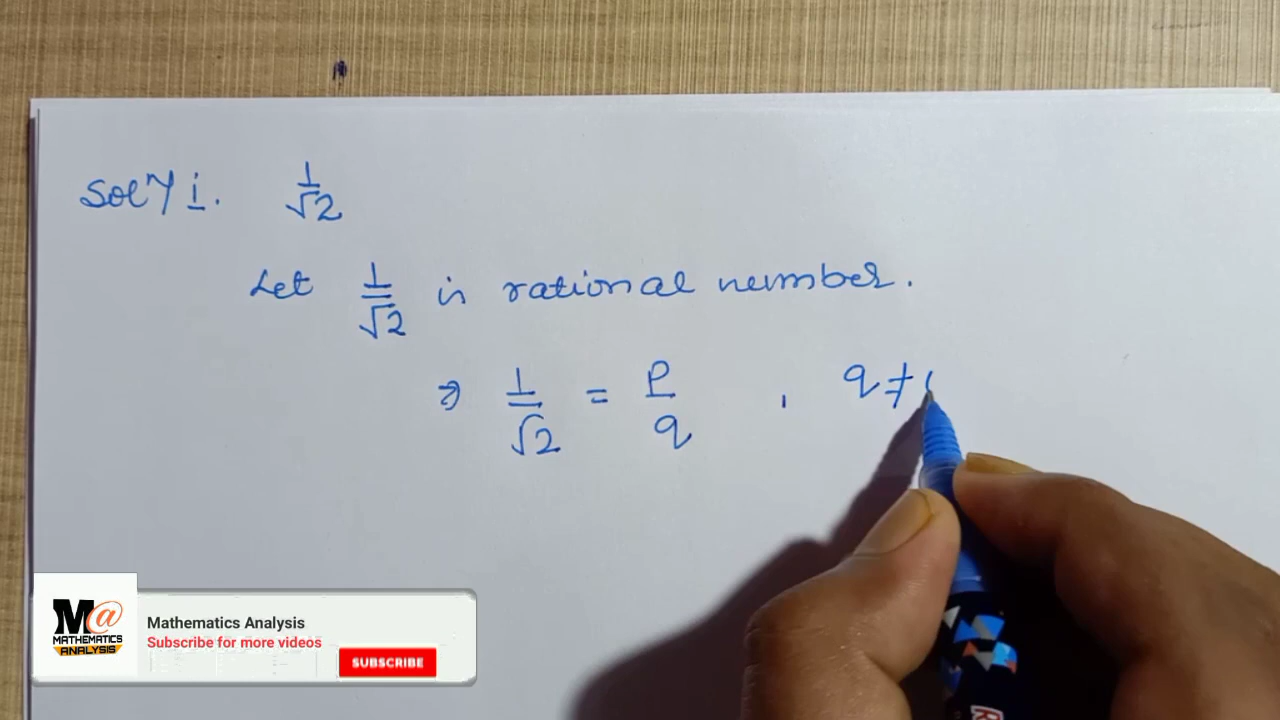 Solⁿ/ 1. 1/√2
Let 1/√2 is rational number.
⇒ 1/√2 = P/q , q ≠
M@
MATHEMATICS
ANALYSIS
Mathematics Analysis
Subscribe for more videos
SUBSCRIBE